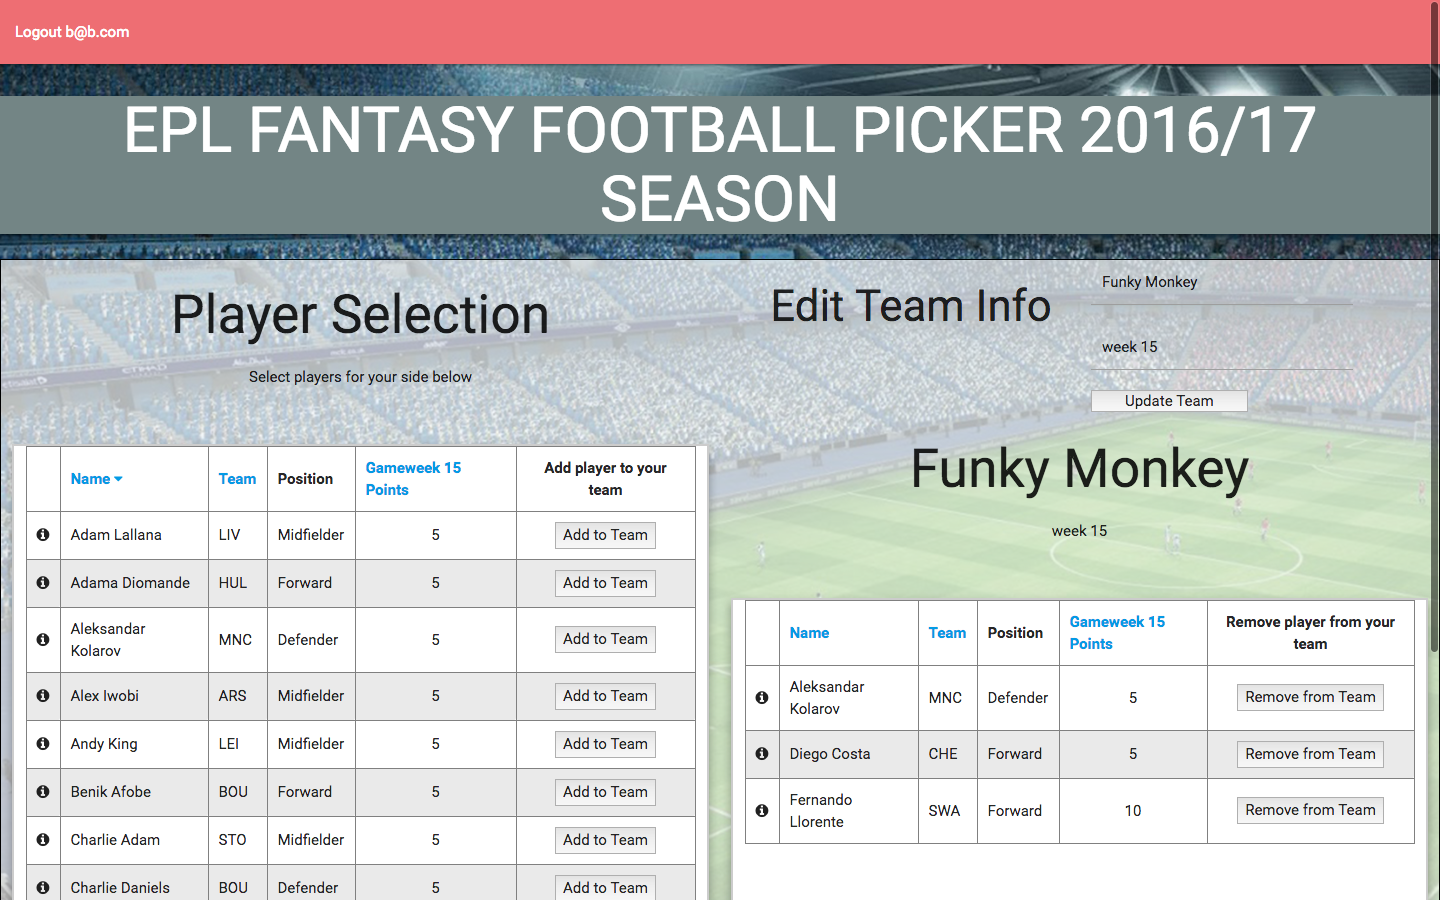 Logout b@b.com
EPL FANTASY FOOTBALL PICKER 2016/17
SEASON
Player Selection
Select players for your side below
Name Team Position Gameweek 15 Points Add player to your team
Adam Lallana LIV Midfielder 5 Add to Team
Adama Diomande HUL Forward 5 Add to Team
Aleksandar Kolarov MNC Defender 5 Add to Team
Alex Iwobi ARS Midfielder 5 Add to Team
Andy King LEI Midfielder 5 Add to Team
Benik Afobe BOU Forward 5 Add to Team
Charlie Adam STO Midfielder 5 Add to Team
Charlie Daniels BOU Defender 5 Add to Team
Edit Team Info
Funky Monkey
week 15
Update Team
Funky Monkey
week 15
Name Team Position Gameweek 15 Points Remove player from your team
Aleksandar Kolarov MNC Defender 5 Remove from Team
Diego Costa CHE Forward 5 Remove from Team
Fernando Llorente SWA Forward 10 Remove from Team